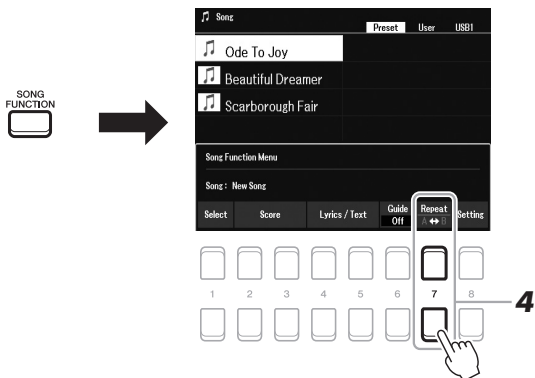 Song
Preset User USB1
Ode To Joy
Beautiful Dreamer
Scarborough Fair
SONG
FUNCTION
Song Function Menu
Song : New Song
Select Score Lyrics / Text Guide Off Repeat A ↔ B Setting
1 2 3 4 5 6 7 8
4